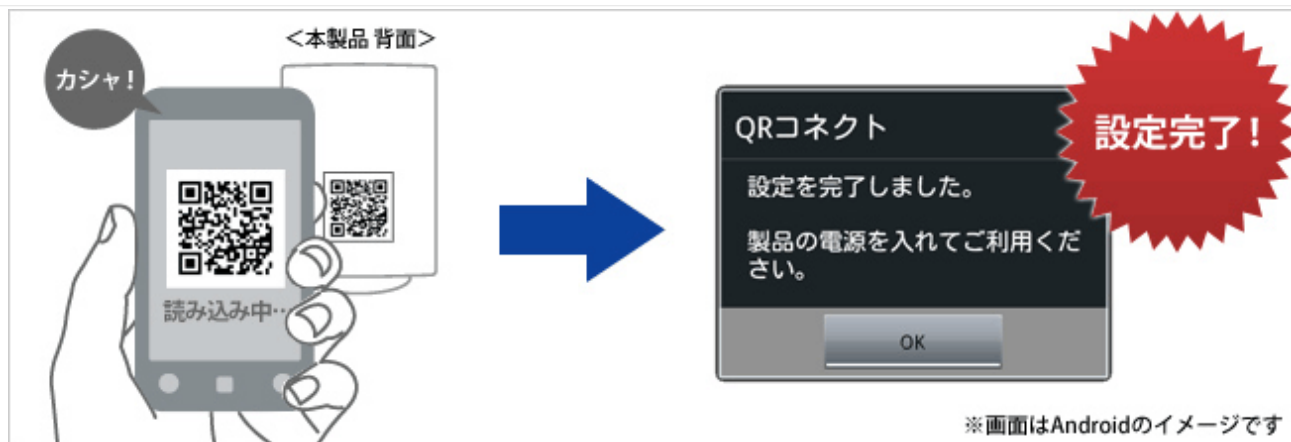 <本製品 背面>
カシャ!
読み込み中…
QRコネクト
設定完了!
設定を完了しました。
製品の電源を入れてご利用くだ
さい。
OK
※画面はAndroidのイメージです